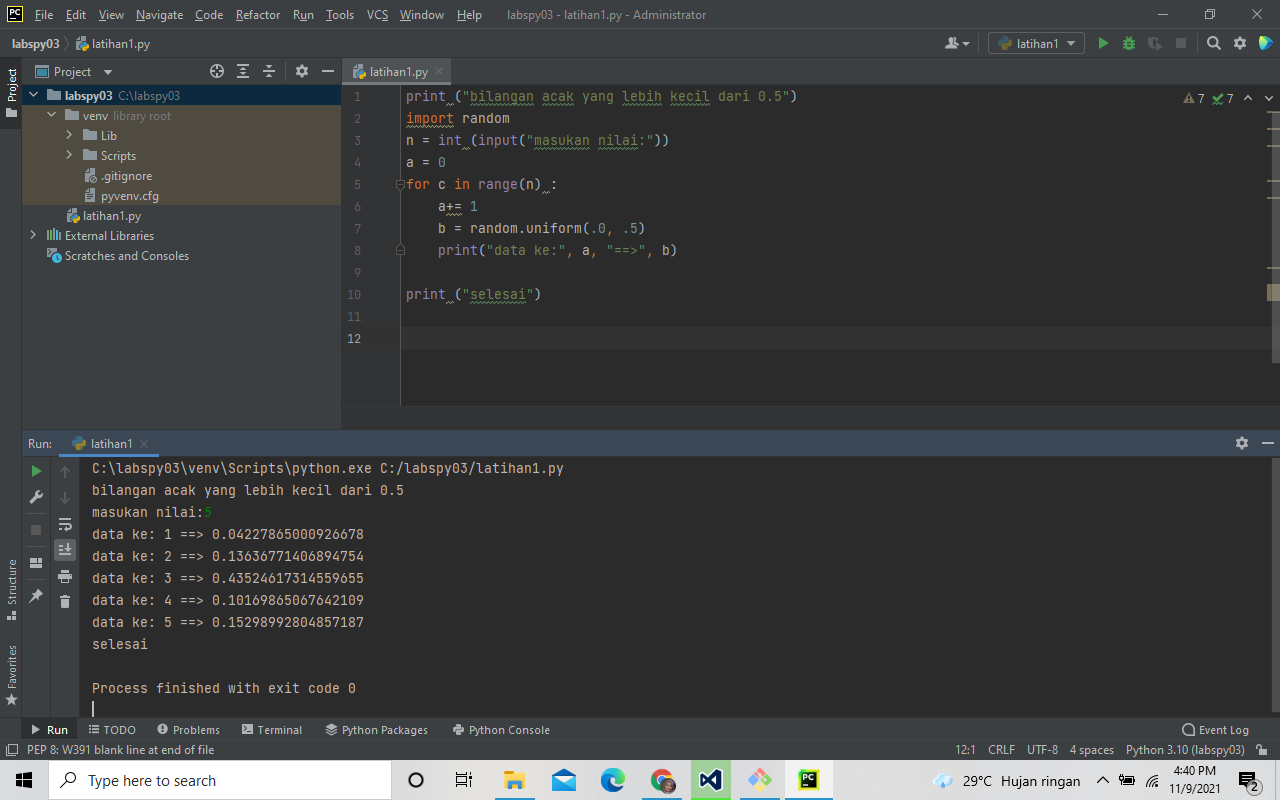 PC File Edit View Navigate Code Refactor Run Tools VCS Window Help labspy03 - latihan1.py - Administrator
labspy03 latihan1.py latihan1
Project
Project latihan1.py
labspy03 C:\labspy03
venv library root
Lib
Scripts
.gitignore
pyvenv.cfg
latihan1.py
External Libraries
Scratches and Consoles
7 7
1 print ("bilangan acak yang lebih kecil dari 0.5")
2 import random
3 n = int (input("masukan nilai:"))
4 a = 0
5 for c in range(n) :
6 a+= 1
7 b = random.uniform(.0, .5)
8 print("data ke:", a, "==>", b)
9
10 print ("selesai")
11
12
Run: latihan1
C:\labspy03\venv\Scripts\python.exe C:/labspy03/latihan1.py
bilangan acak yang lebih kecil dari 0.5
masukan nilai:5
data ke: 1 ==> 0.04227865000926678
data ke: 2 ==> 0.13636771406894754
data ke: 3 ==> 0.43524617314559655
data ke: 4 ==> 0.10169865067642109
data ke: 5 ==> 0.15298992804857187
selesai
Process finished with exit code 0
Structure
Favorites
Run TODO Problems Terminal Python Packages Python Console Event Log
PEP 8: W391 blank line at end of file 12:1 CRLF UTF-8 4 spaces Python 3.10 (labspy03)
Type here to search PC 29°C Hujan ringan 4:40 PM
11/9/2021 2